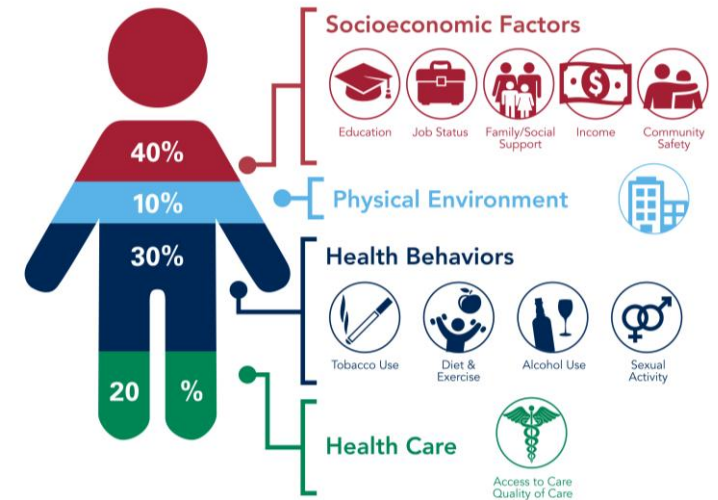 Socioeconomic Factors
Education
Job Status
Family/Social
Support
Income
Community
Safety
40%
10%
Physical Environment
30%
Health Behaviors
Tobacco Use
Diet &
Exercise
Alcohol Use
Sexual
Activity
20 %
Health Care
Access to Care
Quality of Care